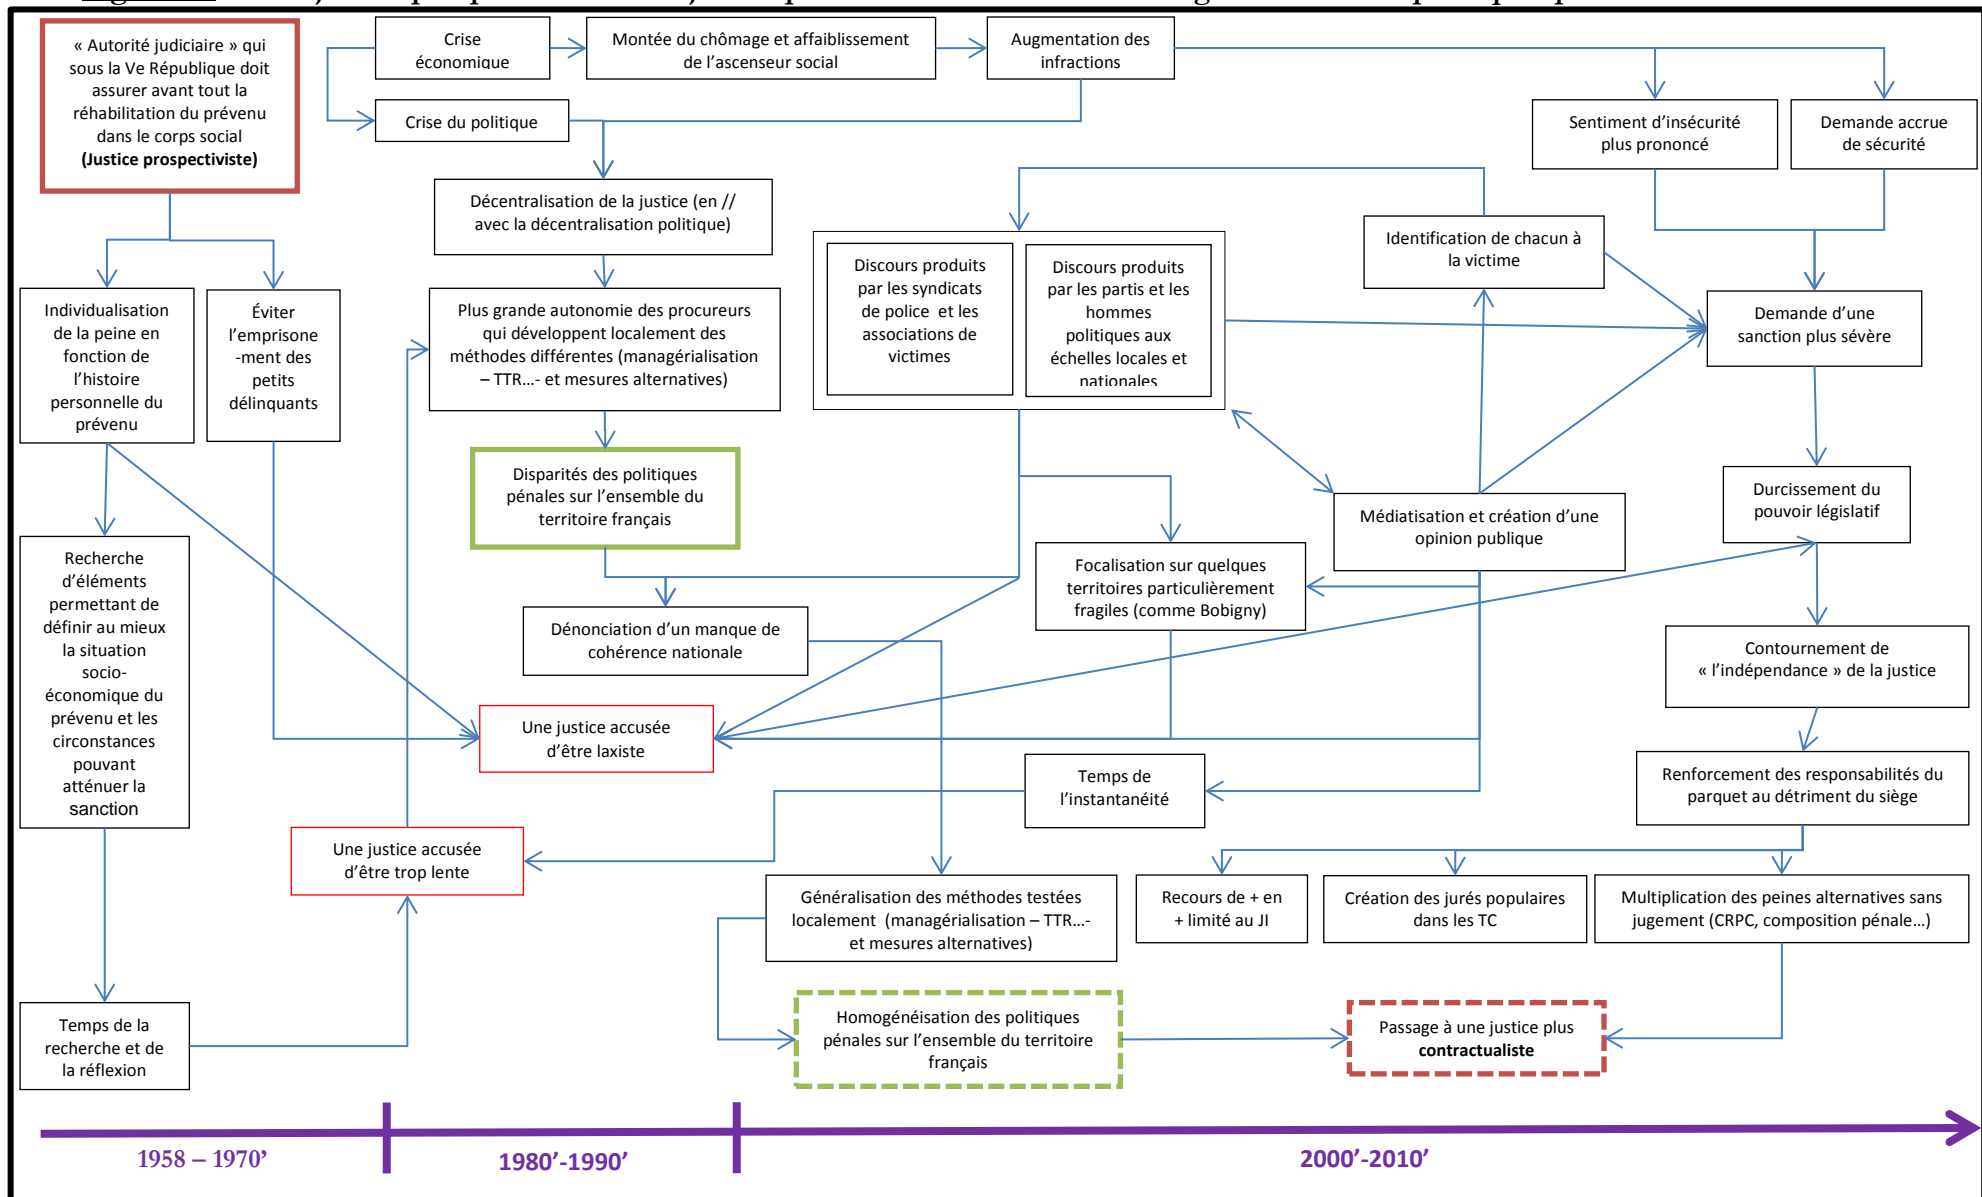 « Autorité judiciaire » qui
sous la Ve République doit
assurer avant tout la
réhabilitation du prévenu
dans le corps social
(Justice prospectiviste)
Crise
économique
Montée du chômage et affaiblissement
de l'ascenseur social
Augmentation des
infractions
Crise du politique
Sentiment d'insécurité
plus prononcé
Demande accrue
de sécurité
Décentralisation de la justice (en //
avec la décentralisation politique)
Identification de chacun à
la victime
Individualisation
de la peine en
fonction de
l'histoire
personnelle du
prévenu
Éviter
l'emprisone
-ment des
petits
délinquants
Plus grande autonomie des procureurs
qui développent localement des
méthodes différentes (managérialisation
– TTR...- et mesures alternatives)
Discours produits
par les syndicats
de police et les
associations de
victimes
Discours produits
par les partis et les
hommes
politiques aux
échelles locales et
nationales
Demande d'une
sanction plus sévère
Disparités des politiques
pénales sur l'ensemble du
territoire français
Médiatisation et création d'une
opinion publique
Durcissement du
pouvoir législatif
Recherche
d'éléments
permettant de
définir au mieux
la situation
socio-
économique du
prévenu et les
circonstances
pouvant
atténuer la
sanction
Focalisation sur quelques
territoires particulièrement
fragiles (comme Bobigny)
Dénonciation d'un manque de
cohérence nationale
Contournement de
« l'indépendance » de la justice
Une justice accusée
d'être laxiste
Temps de
l'instantanéité
Renforcement des responsabilités du
parquet au détriment du siège
Une justice accusée
d'être trop lente
Généralisation des méthodes testées
localement (managérialisation – TTR...-
et mesures alternatives)
Recours de + en
+ limité au JI
Création des jurés populaires
dans les TC
Multiplication des peines alternatives sans
jugement (CRPC, composition pénale...)
Temps de la
recherche et de
la réflexion
Homogénéisation des politiques
pénales sur l'ensemble du territoire
français
Passage à une justice plus
contractualiste
1958 – 1970'
1980'-1990'
2000'-2010'